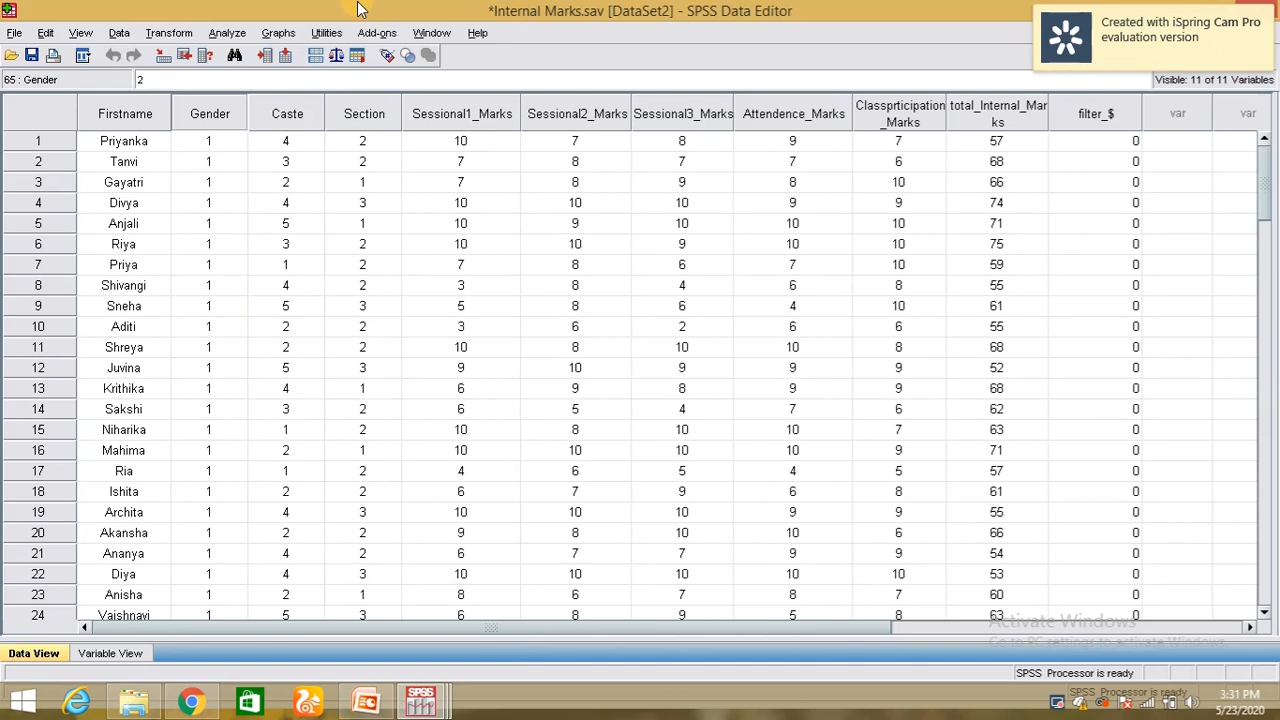 *Internal Marks.sav [DataSet2] - SPSS Data Editor
Created with iSpring Cam Pro
evaluation version
File Edit View Data Transform Analyze Graphs Utilities Add-ons Window Help
65 : Gender 2 Visible: 11 of 11 Variables
Firstname Gender Caste Section Sessional1_Marks Sessional2_Marks Sessional3_Marks Attendence_Marks Classprticipation_Marks total_Internal_Marks filter_$ var var
1 Priyanka 1 4 2 10 7 8 9 7 57 0
2 Tanvi 1 3 2 7 8 7 7 6 68 0
3 Gayatri 1 2 1 7 8 9 8 10 66 0
4 Divya 1 4 3 10 10 10 9 9 74 0
5 Anjali 1 5 1 10 9 10 10 10 71 0
6 Riya 1 3 2 10 10 9 10 10 75 0
7 Priya 1 1 2 7 8 6 7 10 59 0
8 Shivangi 1 4 2 3 8 4 6 8 55 0
9 Sneha 1 5 3 5 8 6 4 10 61 0
10 Aditi 1 2 2 3 6 2 6 6 55 0
11 Shreya 1 2 2 10 8 10 10 8 68 0
12 Juvina 1 5 3 9 10 9 9 9 52 0
13 Krithika 1 4 1 6 9 8 9 9 68 0
14 Sakshi 1 3 2 6 5 4 7 6 62 0
15 Niharika 1 1 2 10 8 10 10 7 63 0
16 Mahima 1 2 1 10 10 10 10 9 71 0
17 Ria 1 1 2 4 6 5 4 5 57 0
18 Ishita 1 2 2 6 7 9 6 8 61 0
19 Archita 1 4 3 10 10 10 9 9 55 0
20 Akansha 1 2 2 9 8 10 10 6 66 0
21 Ananya 1 4 2 6 7 7 9 9 54 0
22 Diya 1 4 3 10 10 10 10 10 53 0
23 Anisha 1 2 1 8 6 7 8 7 60 0
24 Vaishnavi 1 5 3 6 8 9 5 8 63 0
Activate Windows
Go to PC settings to activate Windows.
Data View Variable View
SPSS Processor is ready
SPSS Processor is ready
SPSS
3:31 PM
5/23/2020